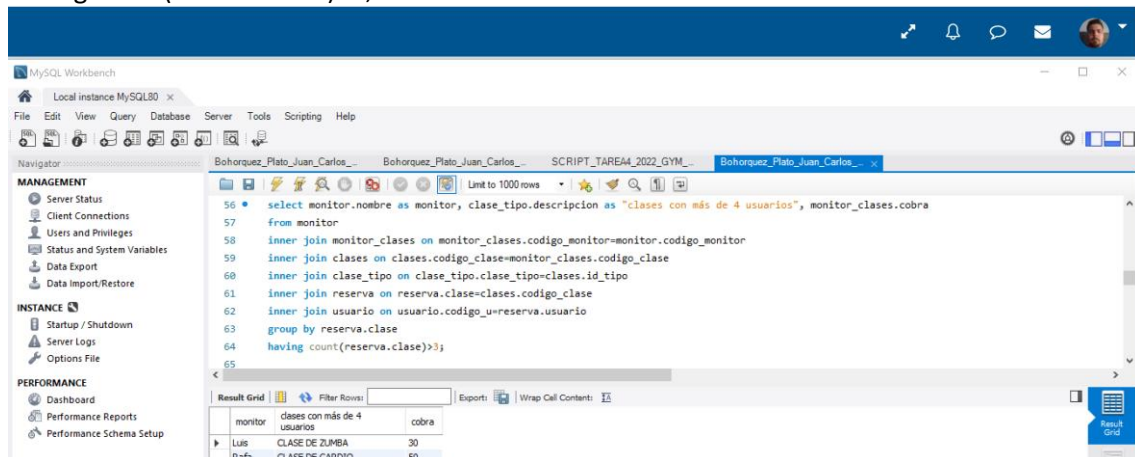 MySQL Workbench
Local instance MySQL80 ×
File Edit View Query Database Server Tools Scripting Help
Navigator
Bohorquez_Plato_Juan_Carlos_... Bohorquez_Plato_Juan_Carlos_... SCRIPT_TAREA4_2022_GYM_... Bohorquez_Plato_Juan_Carlos_... ×
MANAGEMENT
Server Status
Client Connections
Users and Privileges
Status and System Variables
Data Export
Data Import/Restore
INSTANCE
Startup / Shutdown
Server Logs
Options File
PERFORMANCE
Dashboard
Performance Reports
Performance Schema Setup
Limit to 1000 rows
56 select monitor.nombre as monitor, clase_tipo.descripcion as "clases con más de 4 usuarios", monitor_clases.cobra
57 from monitor
58 inner join monitor_clases on monitor_clases.codigo_monitor=monitor.codigo_monitor
59 inner join clases on clases.codigo_clase=monitor_clases.codigo_clase
60 inner join clase_tipo on clase_tipo.clase_tipo=clases.id_tipo
61 inner join reserva on reserva.clase=clases.codigo_clase
62 inner join usuario on usuario.codigo_u=reserva.usuario
63 group by reserva.clase
64 having count(reserva.clase)>3;
65
Result Grid Filter Rows: Export: Wrap Cell Content:
monitor clases con más de 4 usuarios cobra
Luis CLASE DE ZUMBA 30
Rafa CLASE DE CARDIO 50
Result Grid